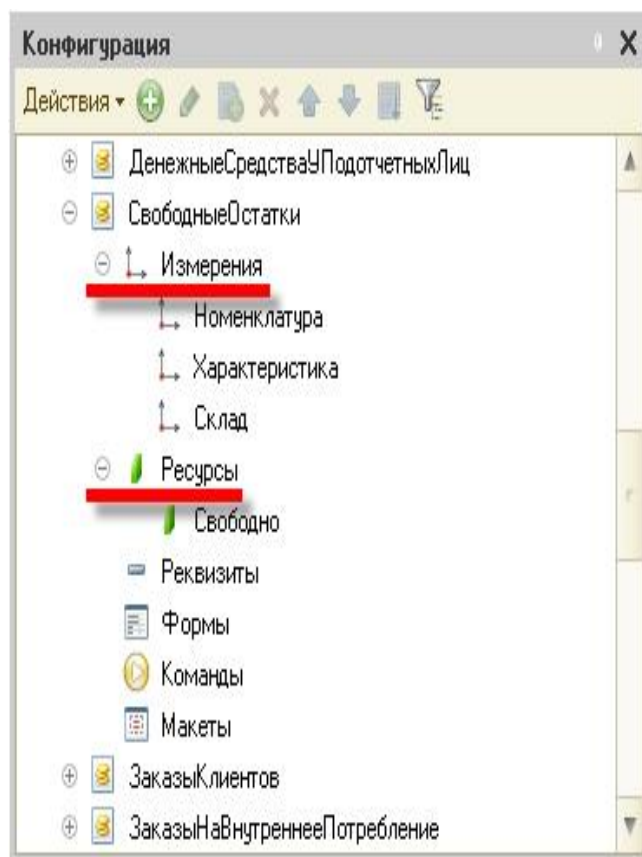 Конфигурация
Действия
ДенежныеСредстваУПодотчетныхЛиц
СвободныеОстатки
Измерения
Номенклатура
Характеристика
Склад
Ресурсы
Свободно
Реквизиты
Формы
Команды
Макеты
ЗаказыКлиентов
ЗаказыНаВнутреннееПотребление